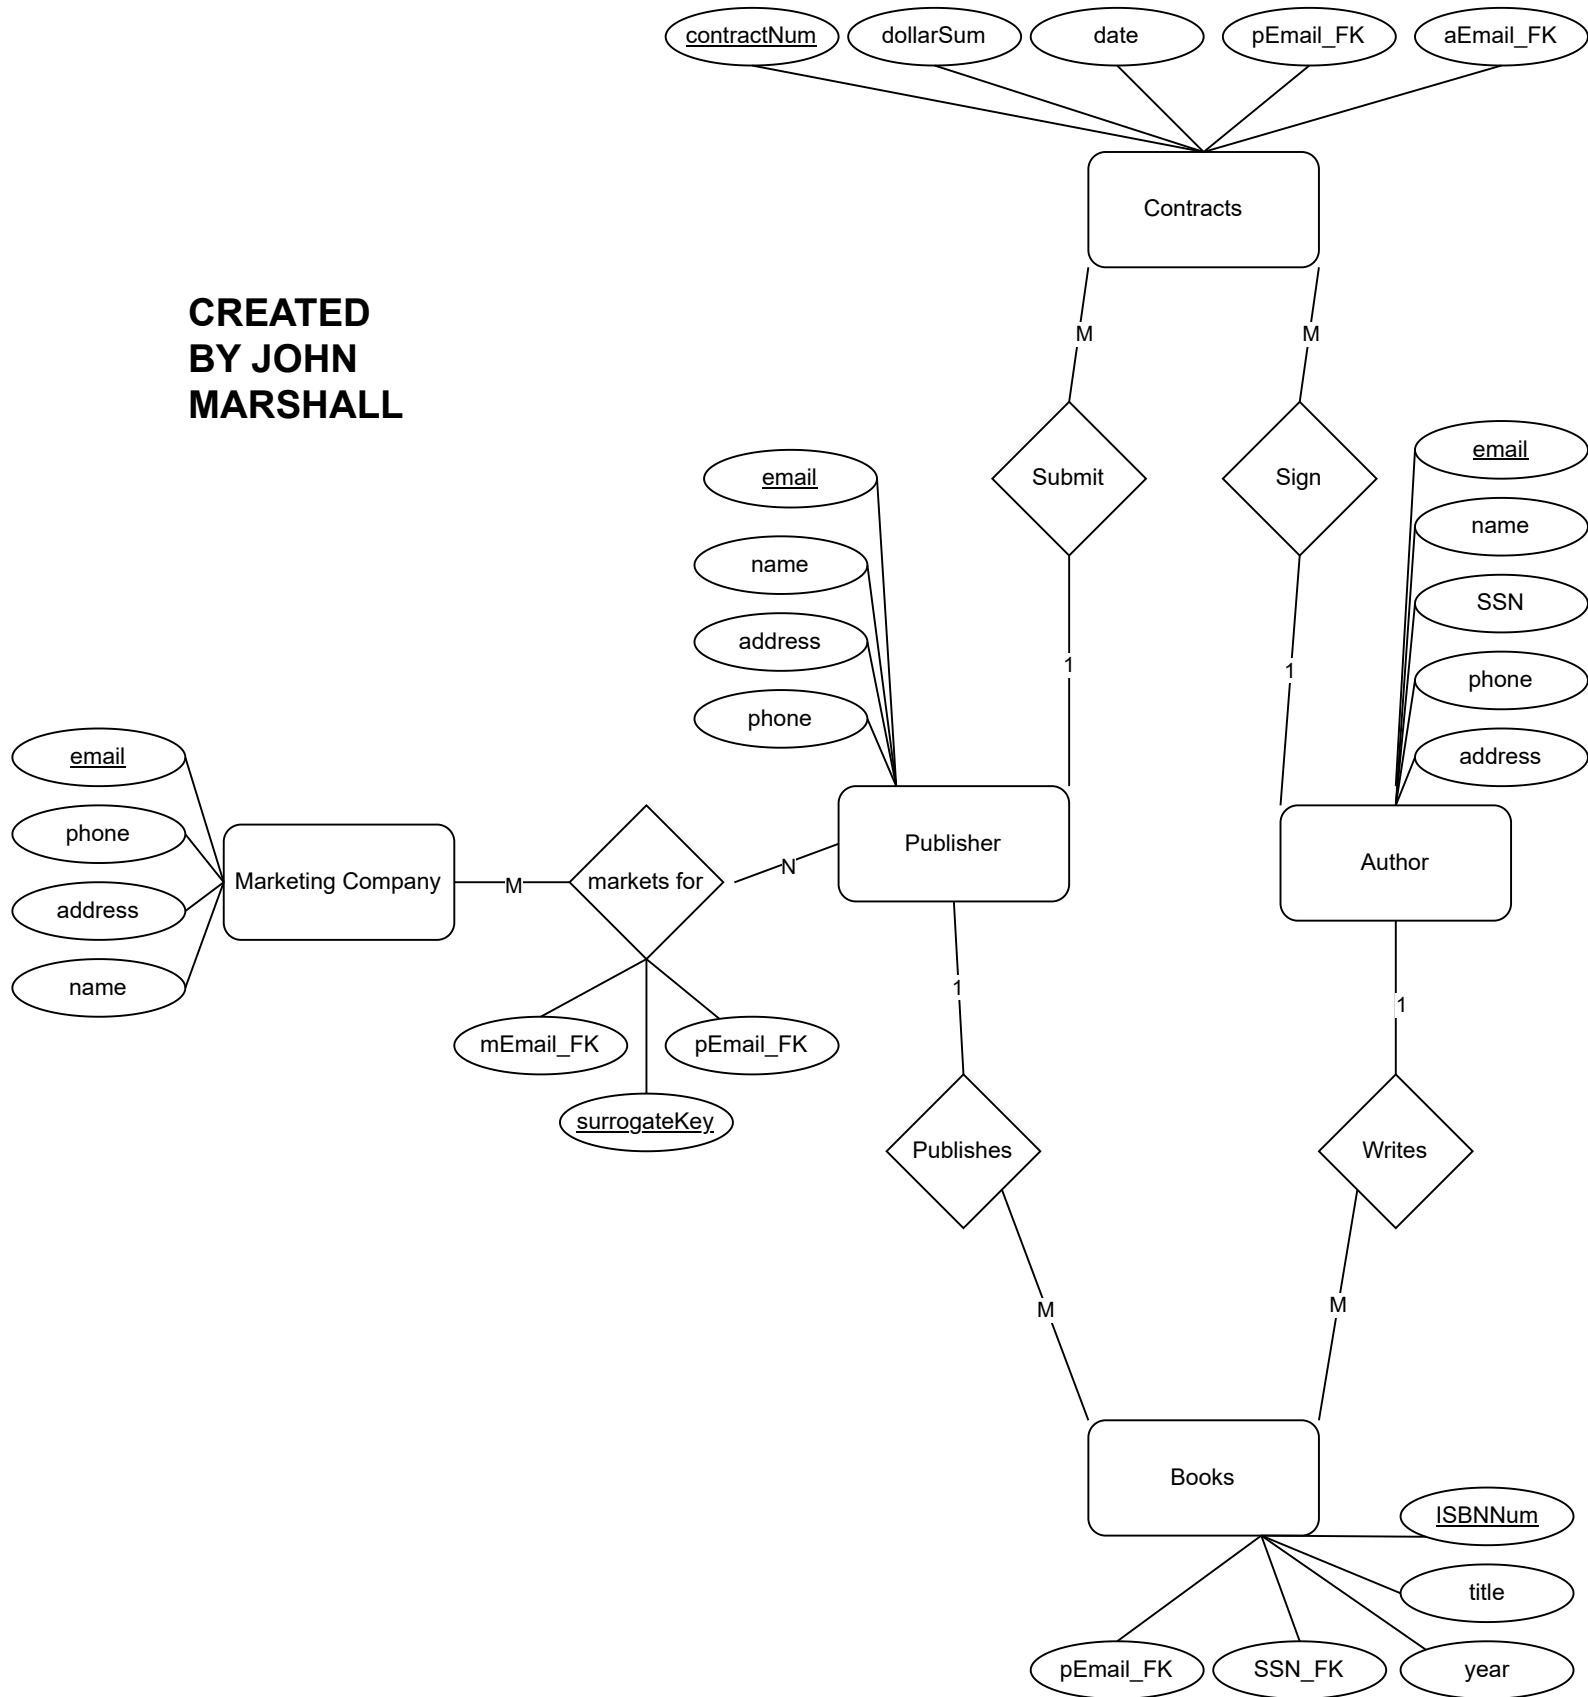 contractNum
dollarSum
date
pEmail_FK
aEmail_FK
Contracts
CREATED
BY JOHN
MARSHALL
M
M
Submit
Sign
email
name
address
phone
email
name
SSN
phone
address
1
1
email
phone
address
name
Marketing Company
M
markets for
N
Publisher
Author
mEmail_FK
pEmail_FK
surrogateKey
1
1
Publishes
Writes
M
M
Books
ISBNNum
title
year
pEmail_FK
SSN_FK